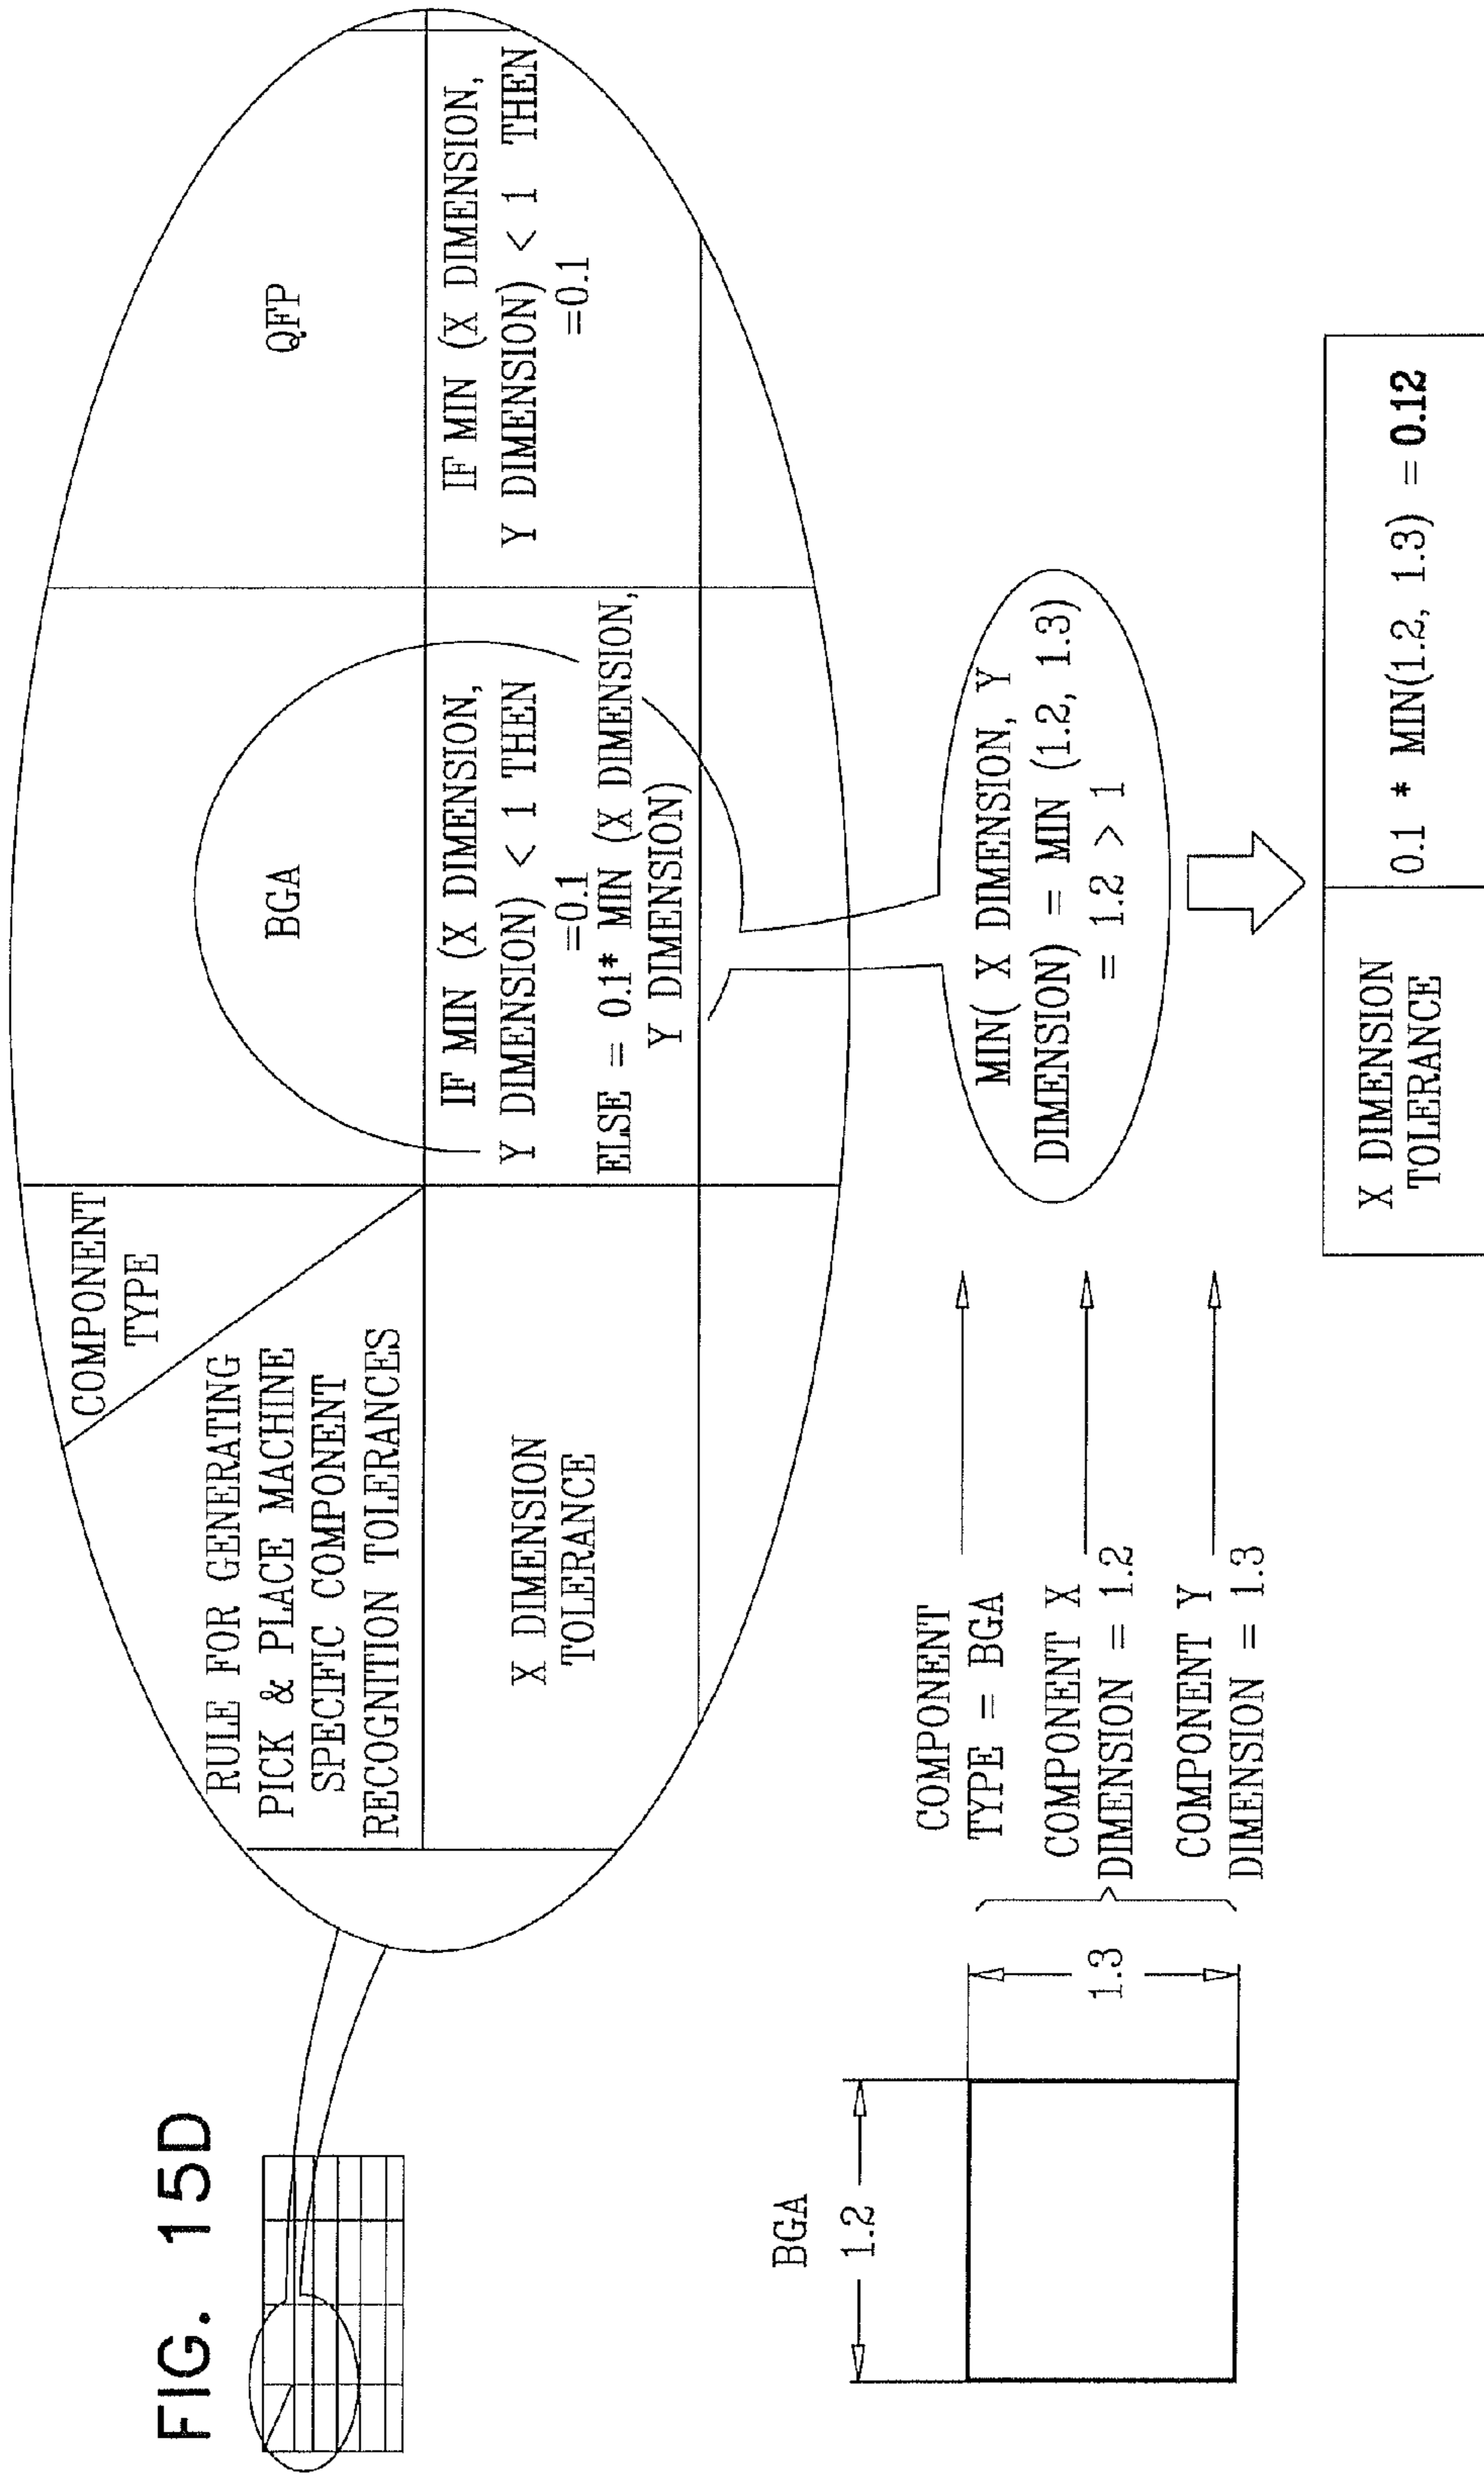 FIG. 15D
COMPONENT
TYPE
RULE FOR GENERATING
PICK & PLACE MACHINE
SPECIFIC COMPONENT
RECOGNITION TOLERANCES
BGA
QFP
X DIMENSION
TOLERANCE
IF MIN (X DIMENSION,
Y DIMENSION) < 1 THEN
=0.1
ELSE = 0.1* MIN (X DIMENSION,
Y DIMENSION)
IF MIN (X DIMENSION,
Y DIMENSION) < 1 THEN
=0.1
BGA
1.2
1.3
COMPONENT
TYPE = BGA
COMPONENT X
DIMENSION = 1.2
COMPONENT Y
DIMENSION = 1.3
MIN( X DIMENSION, Y
DIMENSION) = MIN (1.2, 1.3)
= 1.2 > 1
X DIMENSION
TOLERANCE
0.1 * MIN(1.2, 1.3) = 0.12